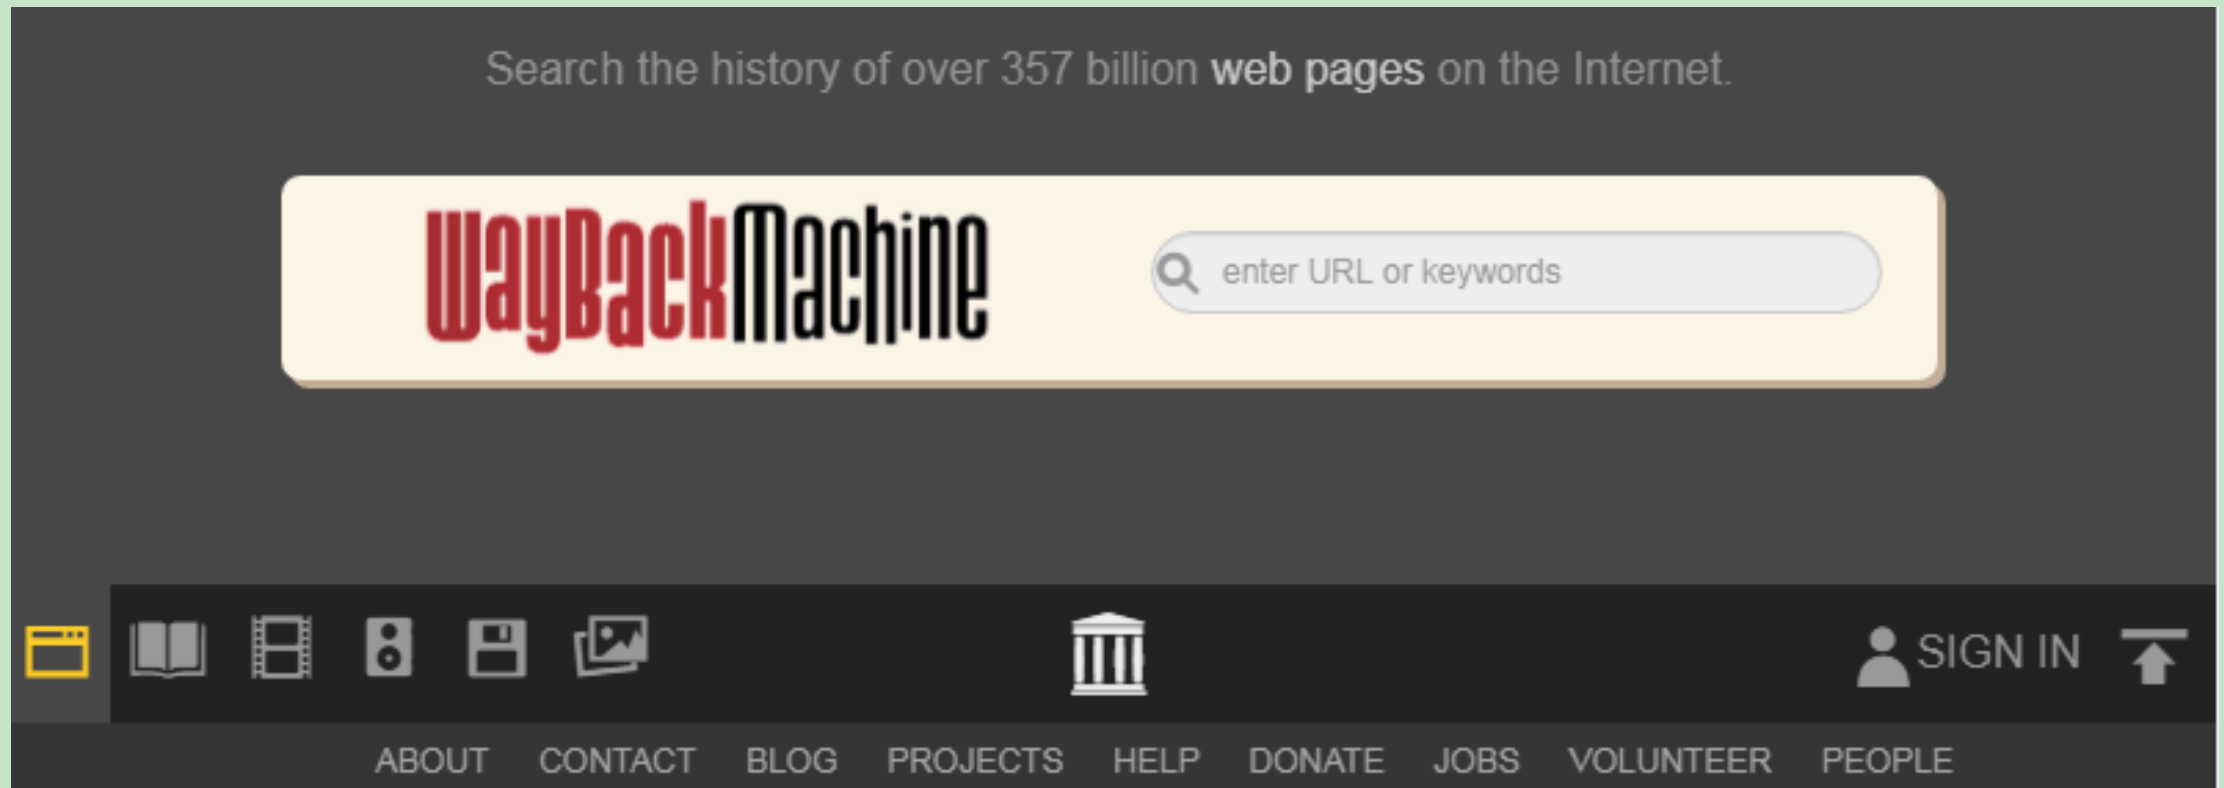 Search the history of over 357 billion web pages on the Internet.
WayBackMachine
enter URL or keywords
SIGN IN
ABOUT CONTACT BLOG PROJECTS HELP DONATE JOBS VOLUNTEER PEOPLE